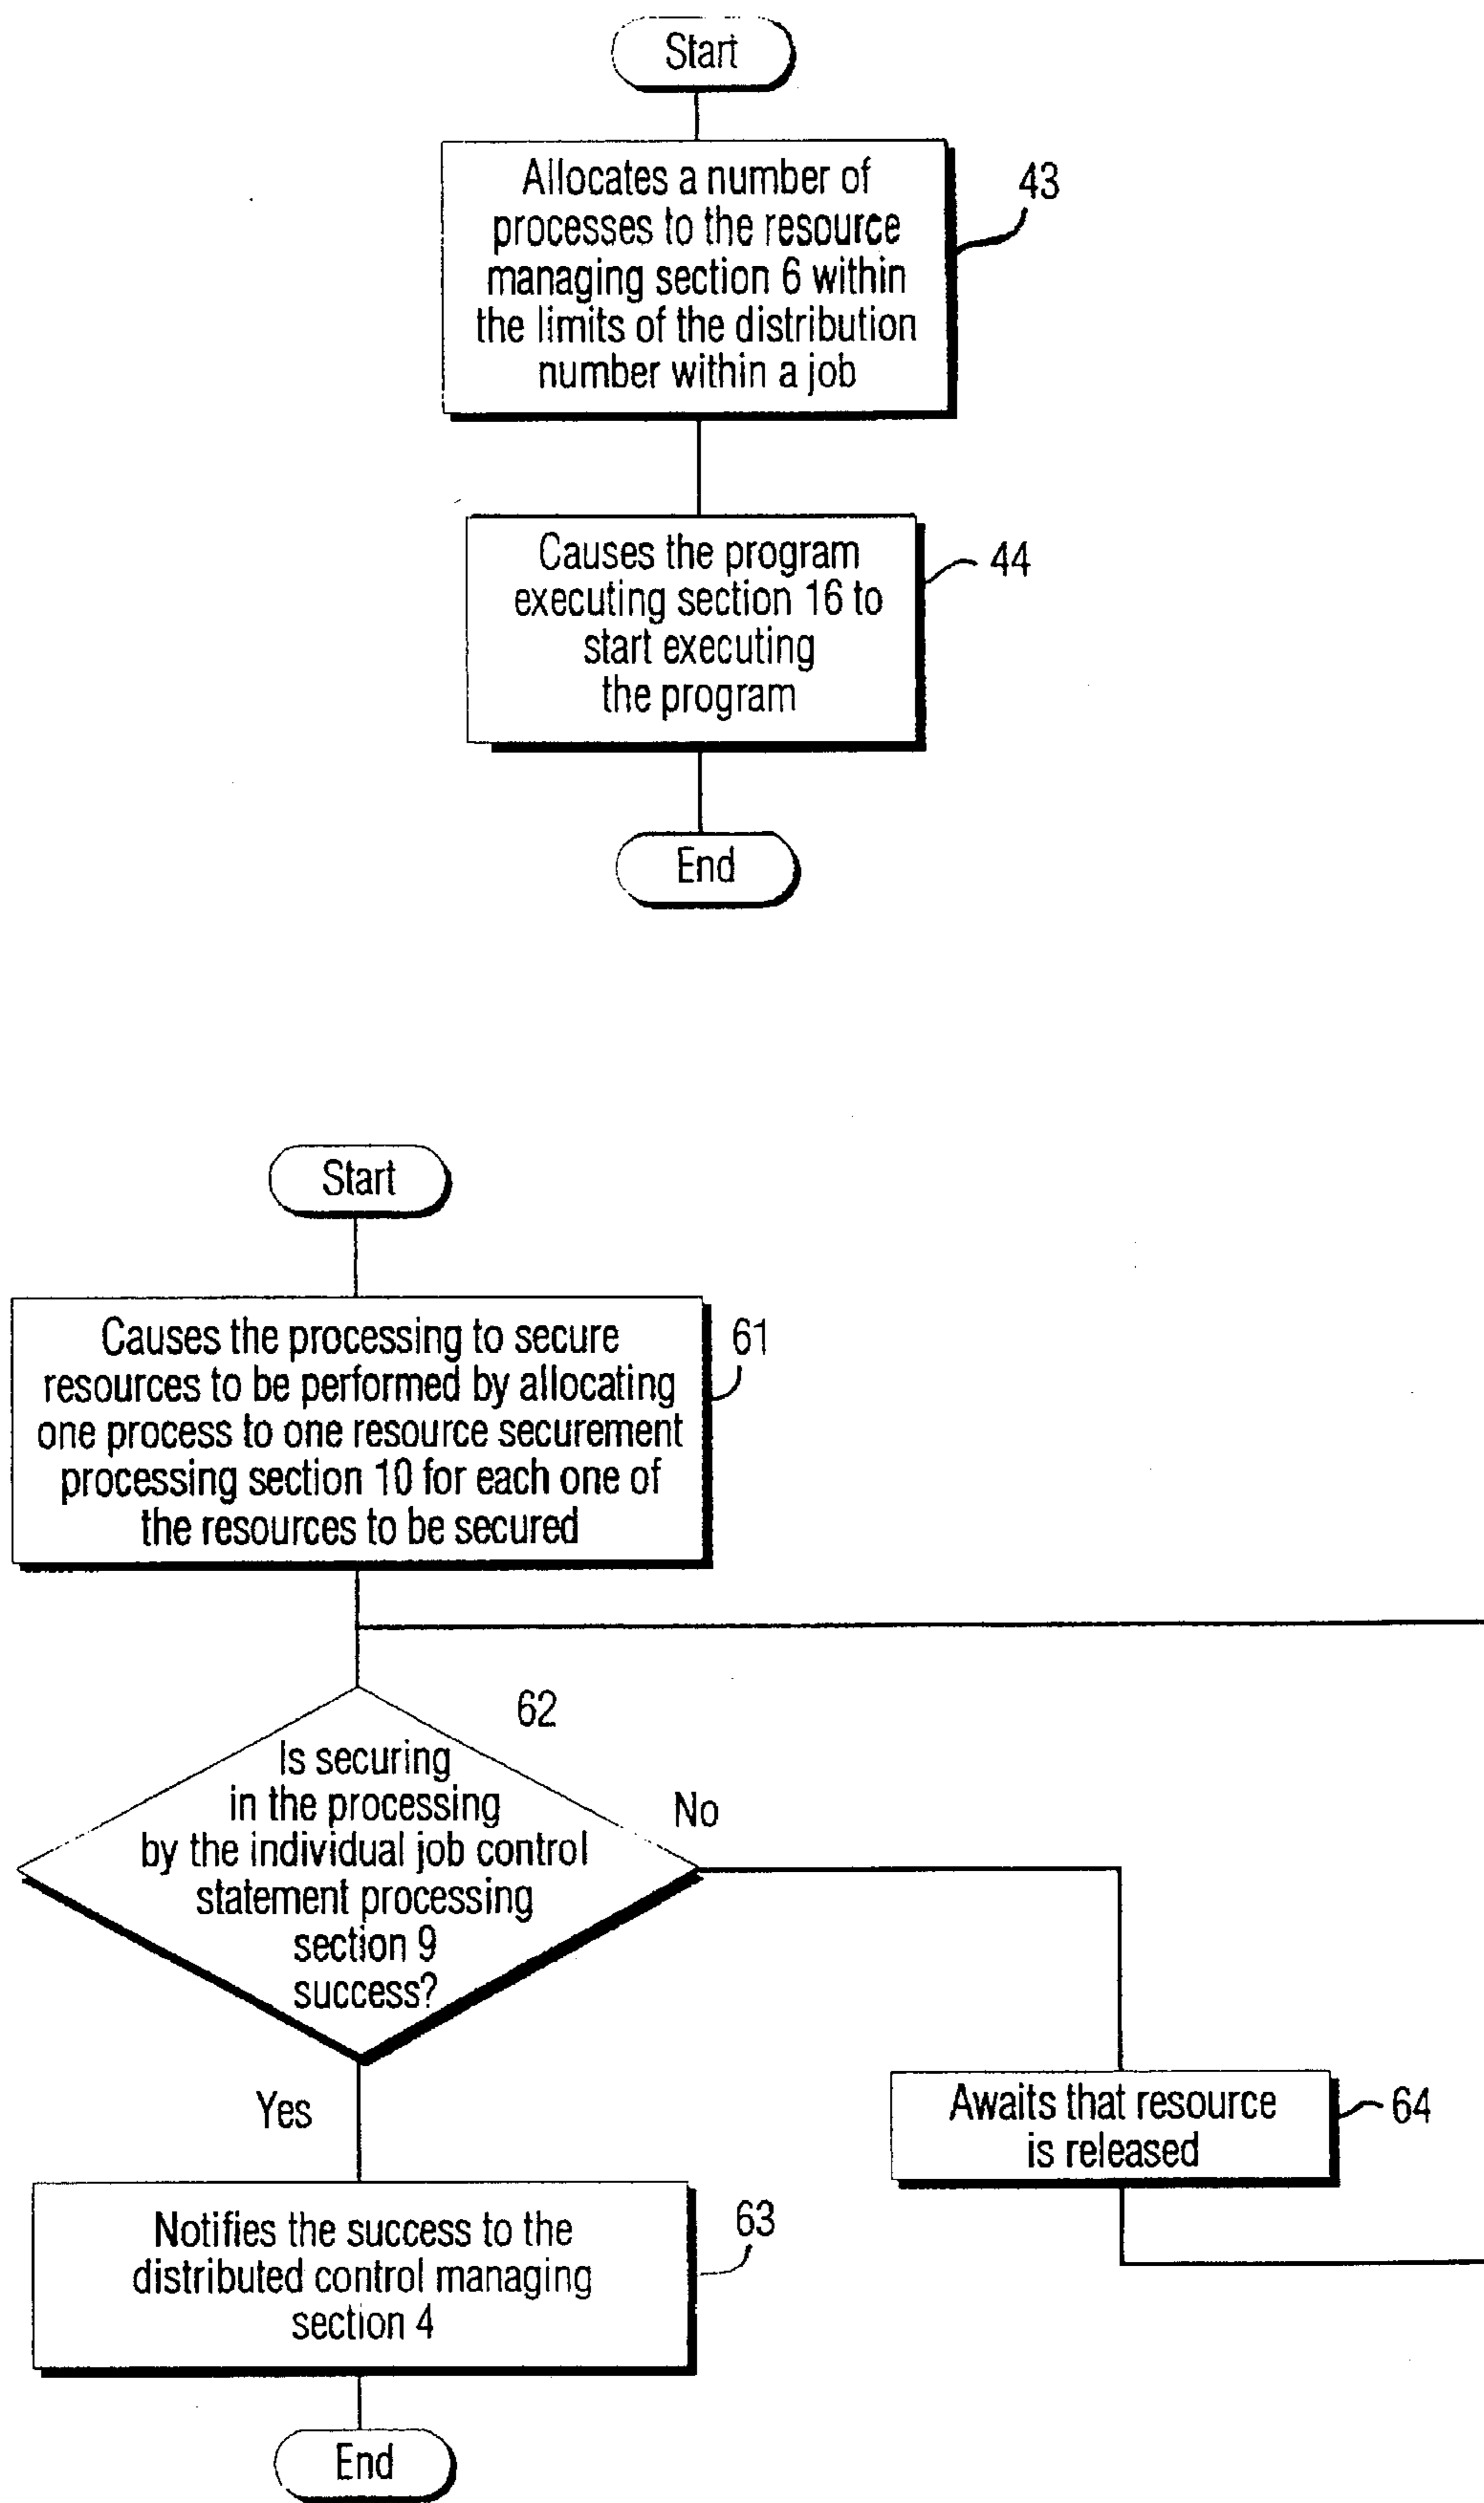 Start
Allocates a number of
processes to the resource
managing section 6 within
the limits of the distribution
number within a job
43
Causes the program
executing section 16 to
start executing
the program
44
End
Start
Causes the processing to secure
resources to be performed by allocating
one process to one resource securement
processing section 10 for each one of
the resources to be secured
61
62
Is securing
in the processing
by the individual job control
statement processing
section 9
success?
No
Yes
Awaits that resource
is released
64
Notifies the success to the
distributed control managing
section 4
63
End